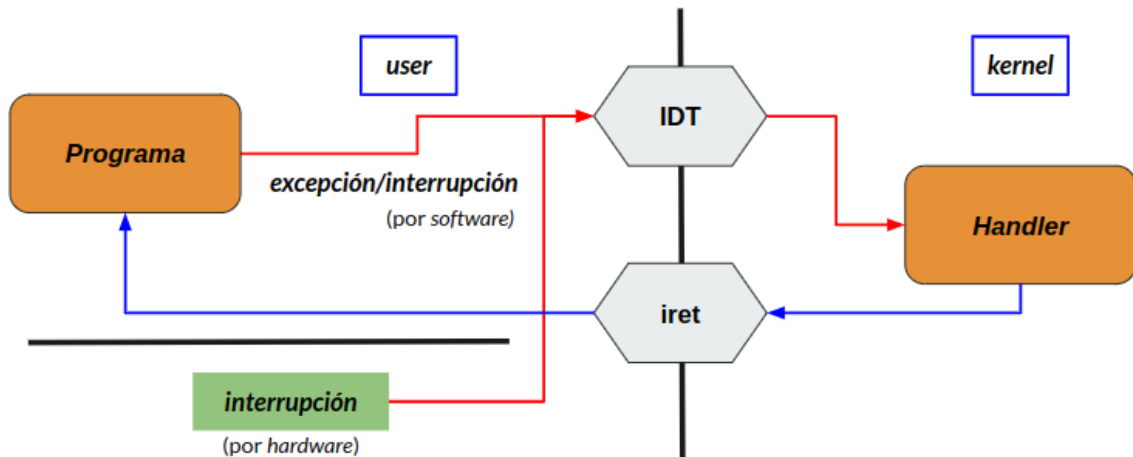 user
kernel
IDT
Programa
excepción/interrupción
(por software)
Handler
iret
interrupción
(por hardware)